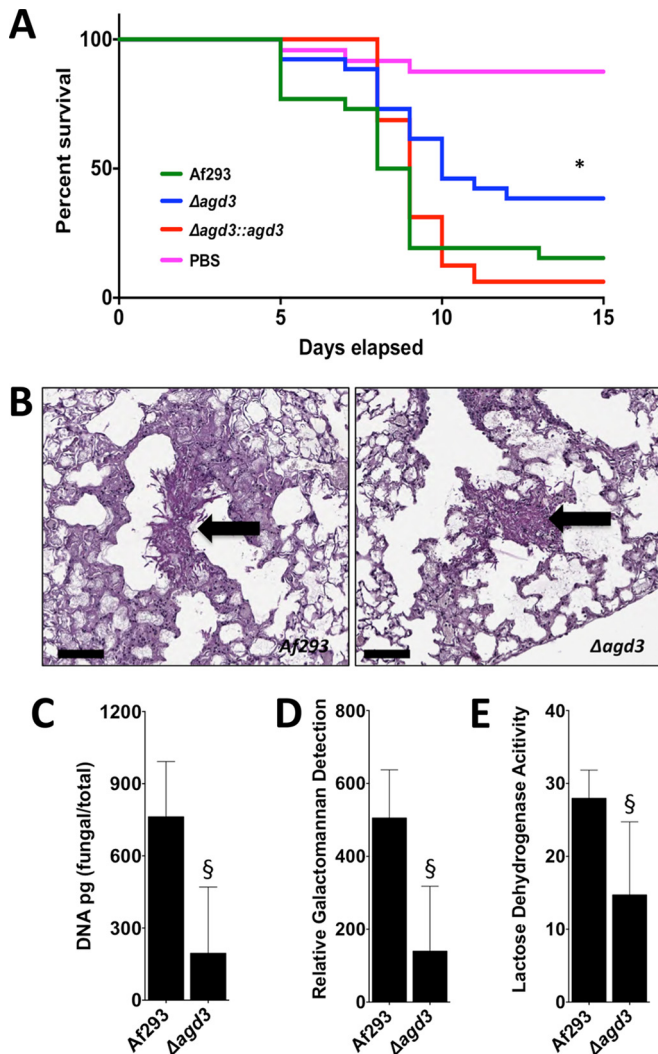 A
Percent survival
100
50
0
Af293
Δagd3
Δagd3::agd3
PBS
*
0 5 10 15
Days elapsed
B
Af293
Δagd3
C
DNA pg (fungal/total)
1200
900
600
300
0
§
Af293
Δagd3
D
Relative Galactomannan Detection
800
600
400
200
0
§
Af293
Δagd3
E
Lactose Dehydrogenase Acitivity
40
30
20
10
0
§
Af293
Δagd3